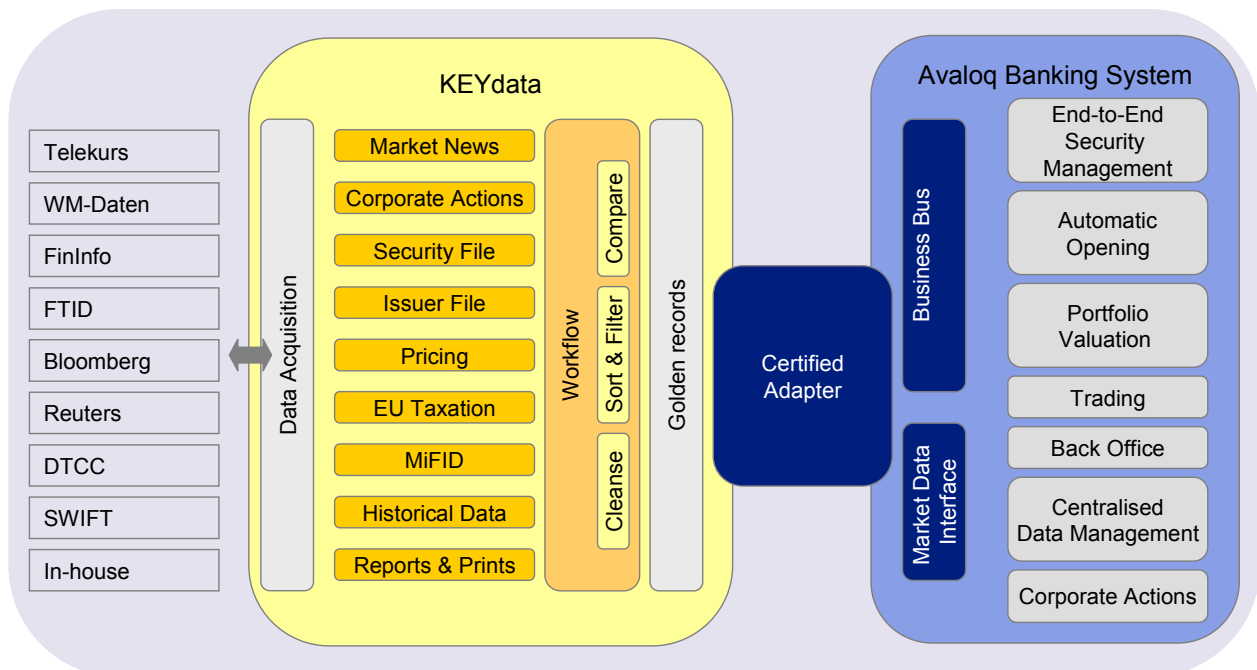 KEYdata
Avaloq Banking System
Telekurs
WM-Daten
FinInfo
FTID
Bloomberg
Reuters
DTCC
SWIFT
In-house
Data Acquisition
Market News
Corporate Actions
Security File
Issuer File
Pricing
EU Taxation
MiFID
Historical Data
Reports & Prints
Workflow
Compare
Sort & Filter
Cleanse
Golden records
Certified
Adapter
Business Bus
Market Data
Interface
End-to-End
Security
Management
Automatic
Opening
Portfolio
Valuation
Trading
Back Office
Centralised
Data Management
Corporate Actions